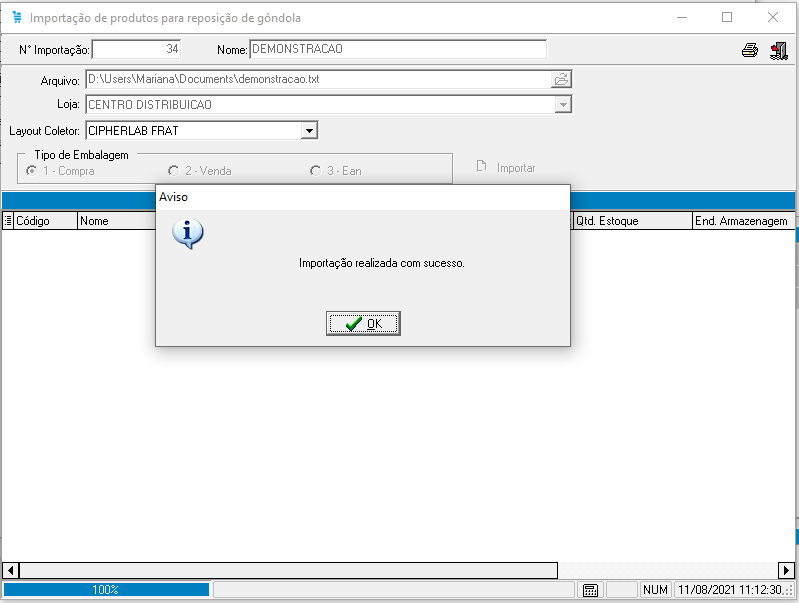 Importação de produtos para reposição de gôndola
N° Importação: 34 Nome: DEMONSTRACAO
Arquivo: D:\Users\Mariana\Documents\demonstracao.txt
Loja: CENTRO DISTRIBUICAO
Layout Coletor: CIPHERLAB FRAT
Tipo de Embalagem
1 - Compra 2 - Venda 3 - Ean Importar
Aviso
Código Nome Qtd. Estoque End. Armazenagem
Importação realizada com sucesso.
OK
100% NUM 11/08/2021 11:12:30